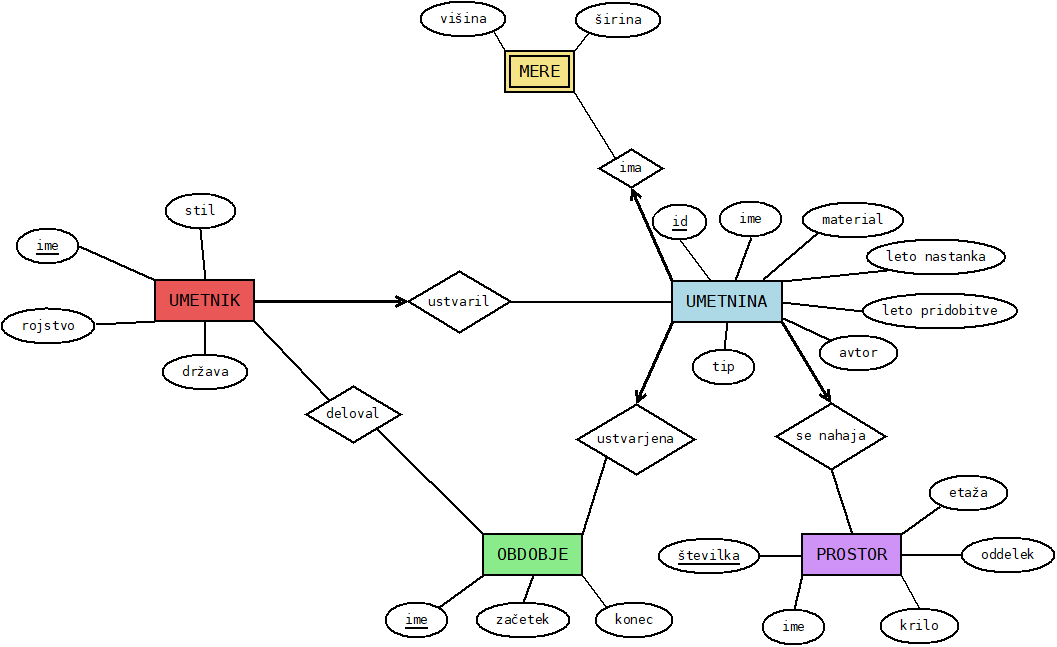 višina
širina
MERE
ima
stil
ime
UMETNIK
rojstvo
država
ustvaril
id
ime
material
leto nastanka
UMETNINA
leto pridobitve
avtor
tip
deloval
ustvarjena
se nahaja
OBDOBJE
ime
začetek
konec
PROSTOR
etaža
številka
oddelek
ime
krilo